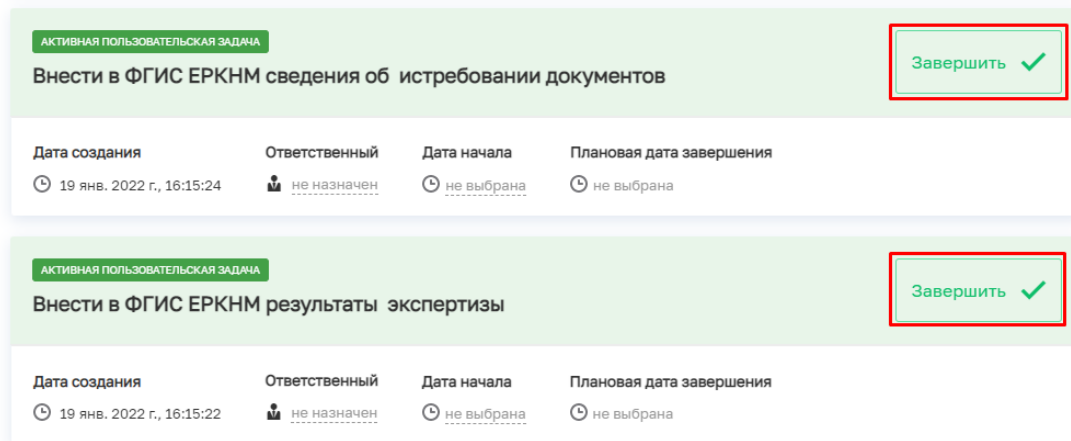 АКТИВНАЯ ПОЛЬЗОВАТЕЛЬСКАЯ ЗАДАЧА
Внести в ФГИС ЕРКНМ сведения об истребовании документов
Завершить
Дата создания Ответственный Дата начала Плановая дата завершения
19 янв. 2022 г., 16:15:24 не назначен не выбрана не выбрана
АКТИВНАЯ ПОЛЬЗОВАТЕЛЬСКАЯ ЗАДАЧА
Внести в ФГИС ЕРКНМ результаты экспертизы
Завершить
Дата создания Ответственный Дата начала Плановая дата завершения
19 янв. 2022 г., 16:15:22 не назначен не выбрана не выбрана